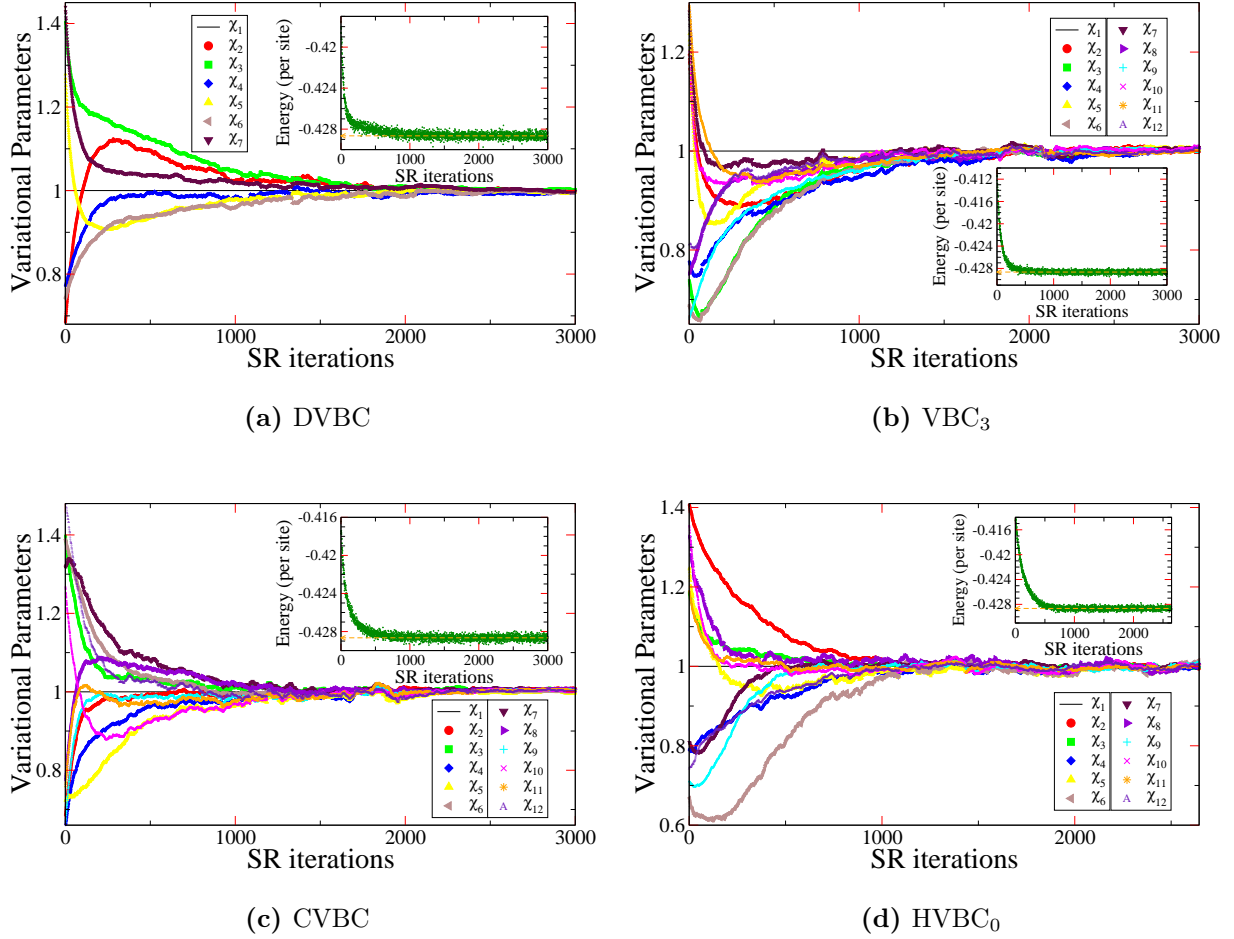 Variational Parameters
1.4
1.2
1
0.8
0
1000
2000
3000
SR iterations
χ1
χ2
χ3
χ4
χ5
χ6
χ7
Energy (per site)
-0.42
-0.424
-0.428
0
1000
2000
3000
SR iterations
(a) DVBC
Variational Parameters
1.2
1
0.8
0
1000
2000
3000
SR iterations
χ1 χ7
χ2 χ8
χ3 χ9
χ4 χ10
χ5 χ11
χ6 A χ12
Energy (per site)
-0.412
-0.416
-0.42
-0.424
-0.428
0
1000
2000
3000
SR iterations
(b) VBC3
Variational Parameters
1.4
1.2
1
0.8
0
1000
2000
3000
SR iterations
χ1 χ7
χ2 χ8
χ3 χ9
χ4 χ10
χ5 χ11
χ6 A χ12
Energy (per site)
-0.416
-0.42
-0.424
-0.428
0
500
1000
1500
2000
2500
3000
SR iterations
(c) CVBC
Variational Parameters
1.4
1.2
1
0.8
0.6
0
1000
2000
SR iterations
χ1 χ7
χ2 χ8
χ3 χ9
χ4 χ10
χ5 χ11
χ6 A χ12
Energy (per site)
-0.416
-0.42
-0.424
-0.428
0
1000
2000
SR iterations
(d) HVBC0